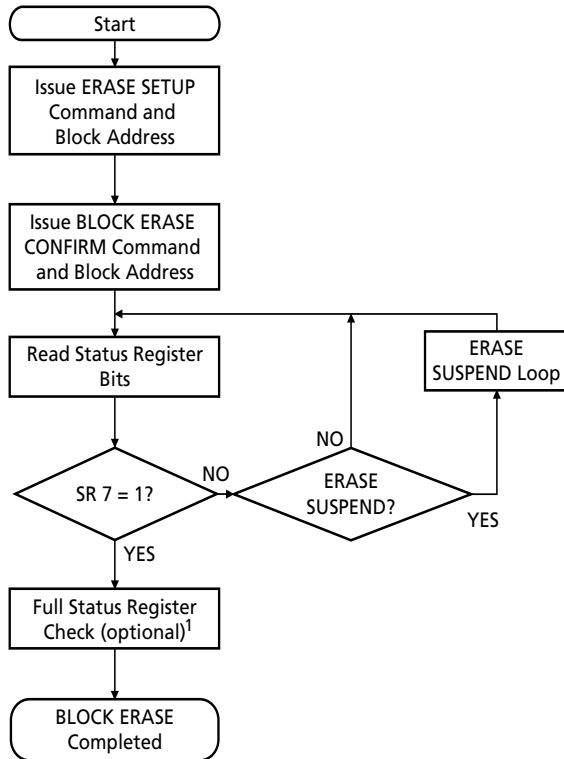 Start
Issue ERASE SETUP
Command and
Block Address
Issue BLOCK ERASE
CONFIRM Command
and Block Address
Read Status Register
Bits
ERASE
SUSPEND Loop
SR 7 = 1?
NO
ERASE
SUSPEND?
NO
YES
YES
Full Status Register
Check (optional)1
BLOCK ERASE
Completed